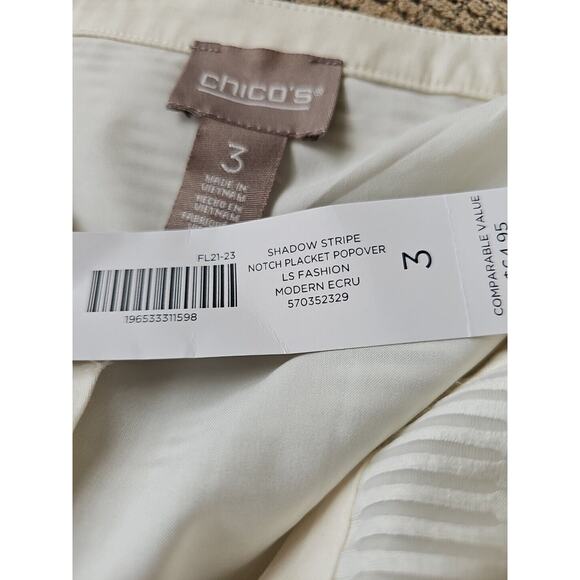 chico's®
3
MADE IN
VIETNAM
HECHO EN
VIETNAM
FL21-23
196533311598
SHADOW STRIPE
NOTCH PLACKET POPOVER
LS FASHION
MODERN ECRU
570352329
3
COMPARABLE VALUE